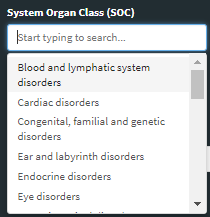 System Organ Class (SOC)
Start typing to search...
Blood and lymphatic system
disorders
Cardiac disorders
Congenital, familial and genetic
disorders
Ear and labyrinth disorders
Endocrine disorders
Eye disorders